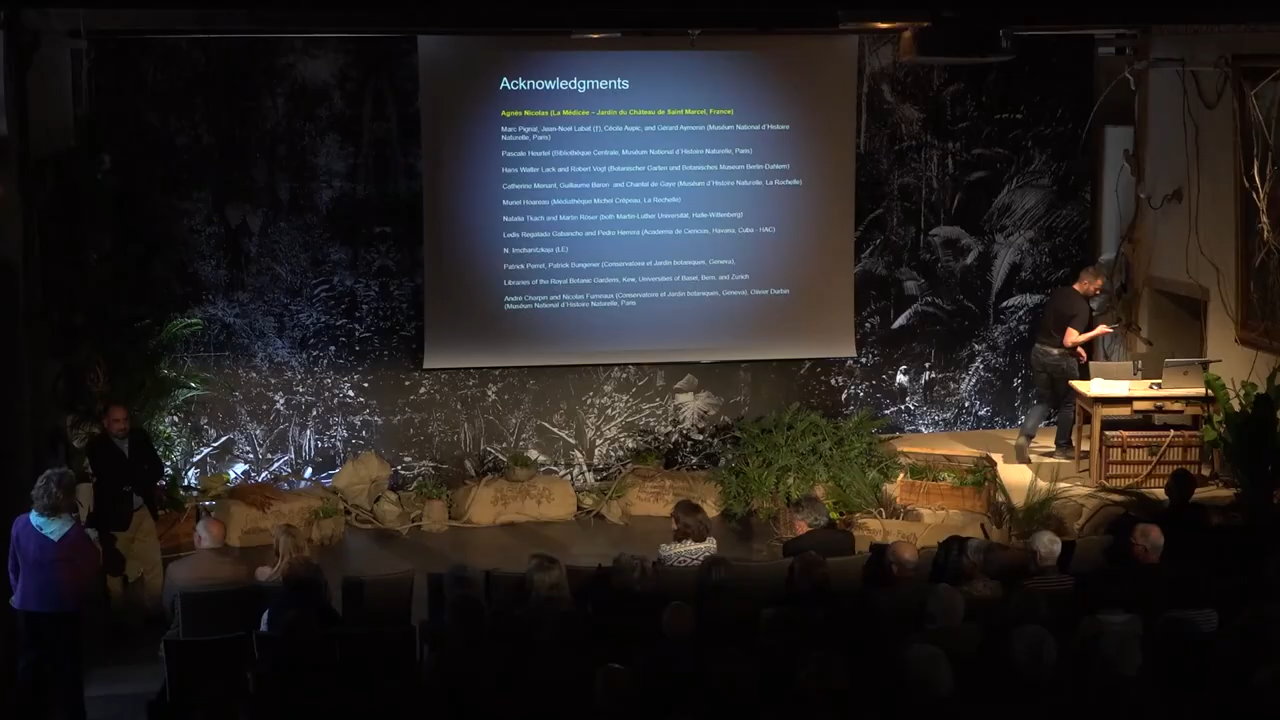 Acknowledgments
Agnès Nicolas (La Médicée – Jardin du Château de Saint Marcel, France)
Marc Pignal, Jean-Noël Labat (†), Cécile Aupic, and Gérard Aymonin (Muséum National d'Histoire
Naturelle, Paris)
Pascale Heurtel (Bibliothèque Centrale, Muséum National d'Histoire Naturelle, Paris)
Hans Walter Lack and Robert Vogt (Botanischer Garten und Botanisches Museum Berlin-Dahlem)
Catherine Menant, Guillaume Baron and Chantal de Gaye (Muséum d'Histoire Naturelle, La Rochelle)
Muriel Hoareau (Médiathèque Michel Crépeau, La Rochelle)
Natalia Tkach and Martin Röser (both Martin-Luther Universität, Halle-Wittenberg)
Ledis Regalado Gabancho and Pedro Herrera (Academia de Ciencias, Havana, Cuba - HAC)
N. Imchanitzkaja (LE)
Patrick Perret, Patrick Bungener (Conservatoire et Jardin botaniques, Geneva),
Libraries of the Royal Botanic Gardens, Kew, Universities of Basel, Bern, and Zurich
André Charpin and Nicolas Fumeaux (Conservatoire et Jardin botaniques, Geneva), Olivier Durbin
(Muséum National d'Histoire Naturelle, Paris